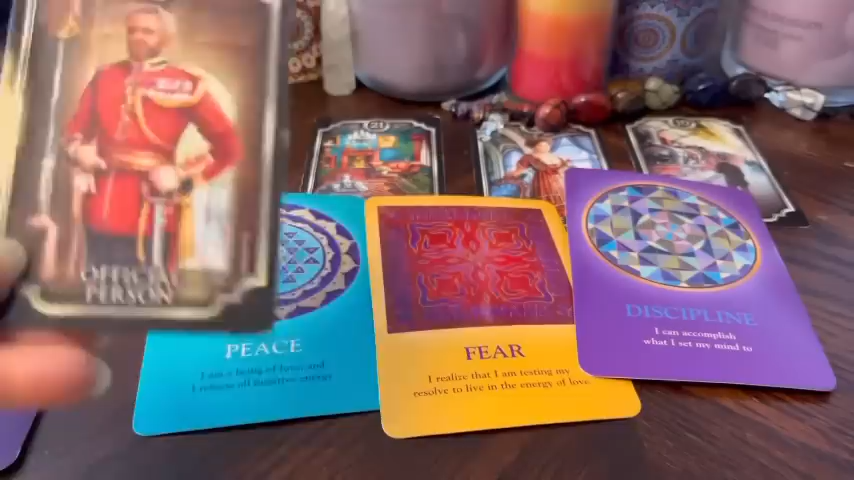 OFFICIAL
PERSON
21
PEACE
I am a being of love, and
I release all negative energy
FEAR
I realize that I am testing my
resolve to live in the energy of love.
DISCIPLINE
I can accomplish
what I set my mind to